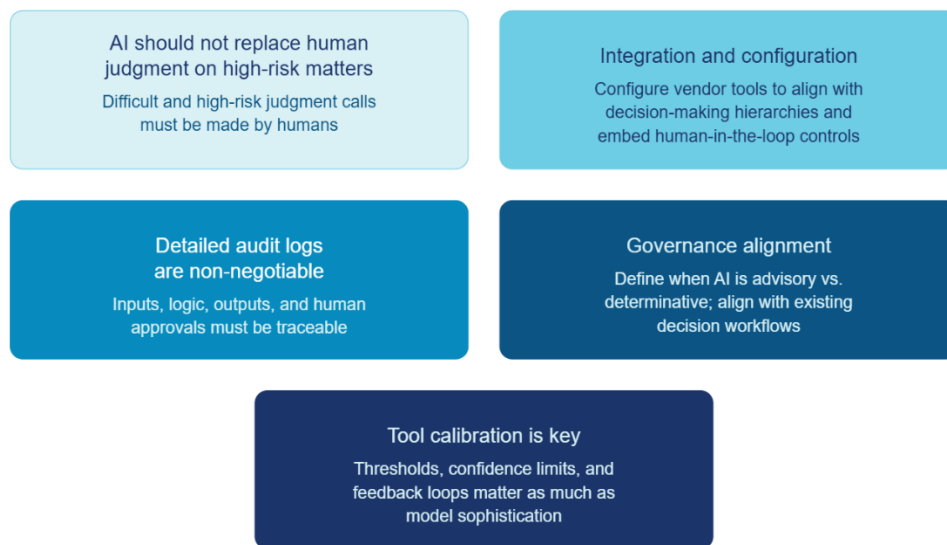 AI should not replace human
judgment on high-risk matters
Difficult and high-risk judgment calls
must be made by humans
Integration and configuration
Configure vendor tools to align with
decision-making hierarchies and
embed human-in-the-loop controls
Detailed audit logs
are non-negotiable
Inputs, logic, outputs, and human
approvals must be traceable
Governance alignment
Define when AI is advisory vs.
determinative; align with existing
decision workflows
Tool calibration is key
Thresholds, confidence limits, and
feedback loops matter as much as
model sophistication